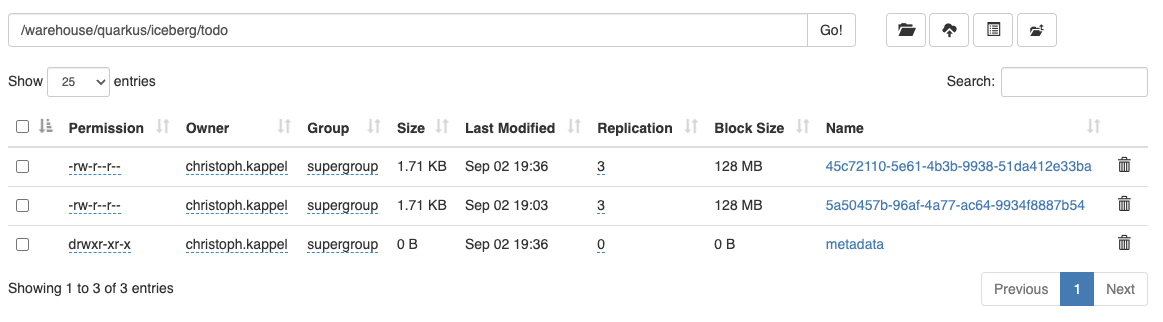 /warehouse/quarkus/iceberg/todo Go!
Show 25 entries Search:
Permission Owner Group Size Last Modified Replication Block Size Name
-rw-r--r-- christoph.kappel supergroup 1.71 KB Sep 02 19:36 3 128 MB 45c72110-5e61-4b3b-9938-51da412e33ba
-rw-r--r-- christoph.kappel supergroup 1.71 KB Sep 02 19:03 3 128 MB 5a50457b-96af-4a77-ac64-9934f8887b54
drwxr-xr-x christoph.kappel supergroup 0 B Sep 02 19:36 0 0 B metadata
Showing 1 to 3 of 3 entries Previous 1 Next